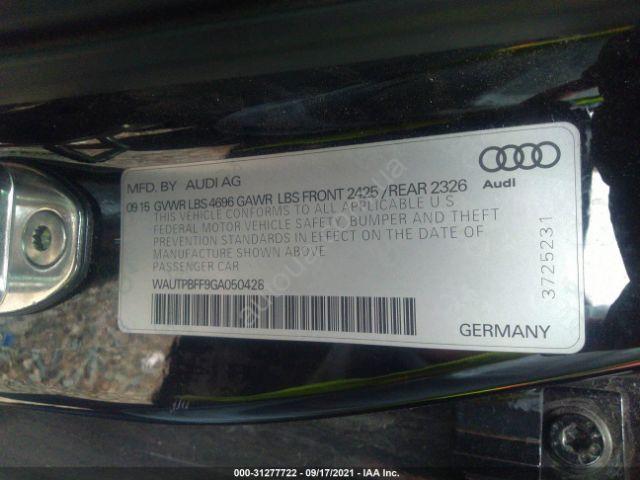 MFD. BY AUDI AG
09 15 GVWR LBS 4696 GAWR LBS FRONT 2425 / REAR 2326
THIS VEHICLE CONFORMS TO ALL APPLICABLE U S
FEDERAL MOTOR VEHICLE SAFETY, BUMPER AND THEFT
PREVENTION STANDARDS IN EFFECT ON THE DATE OF
MANUFACTURE SHOWN ABOVE
PASSENGER CAR
WAUTPBFF9GA050428
Audi
3725231
GERMANY
autoua
000-31277722 - 09/17/2021 - IAA Inc.